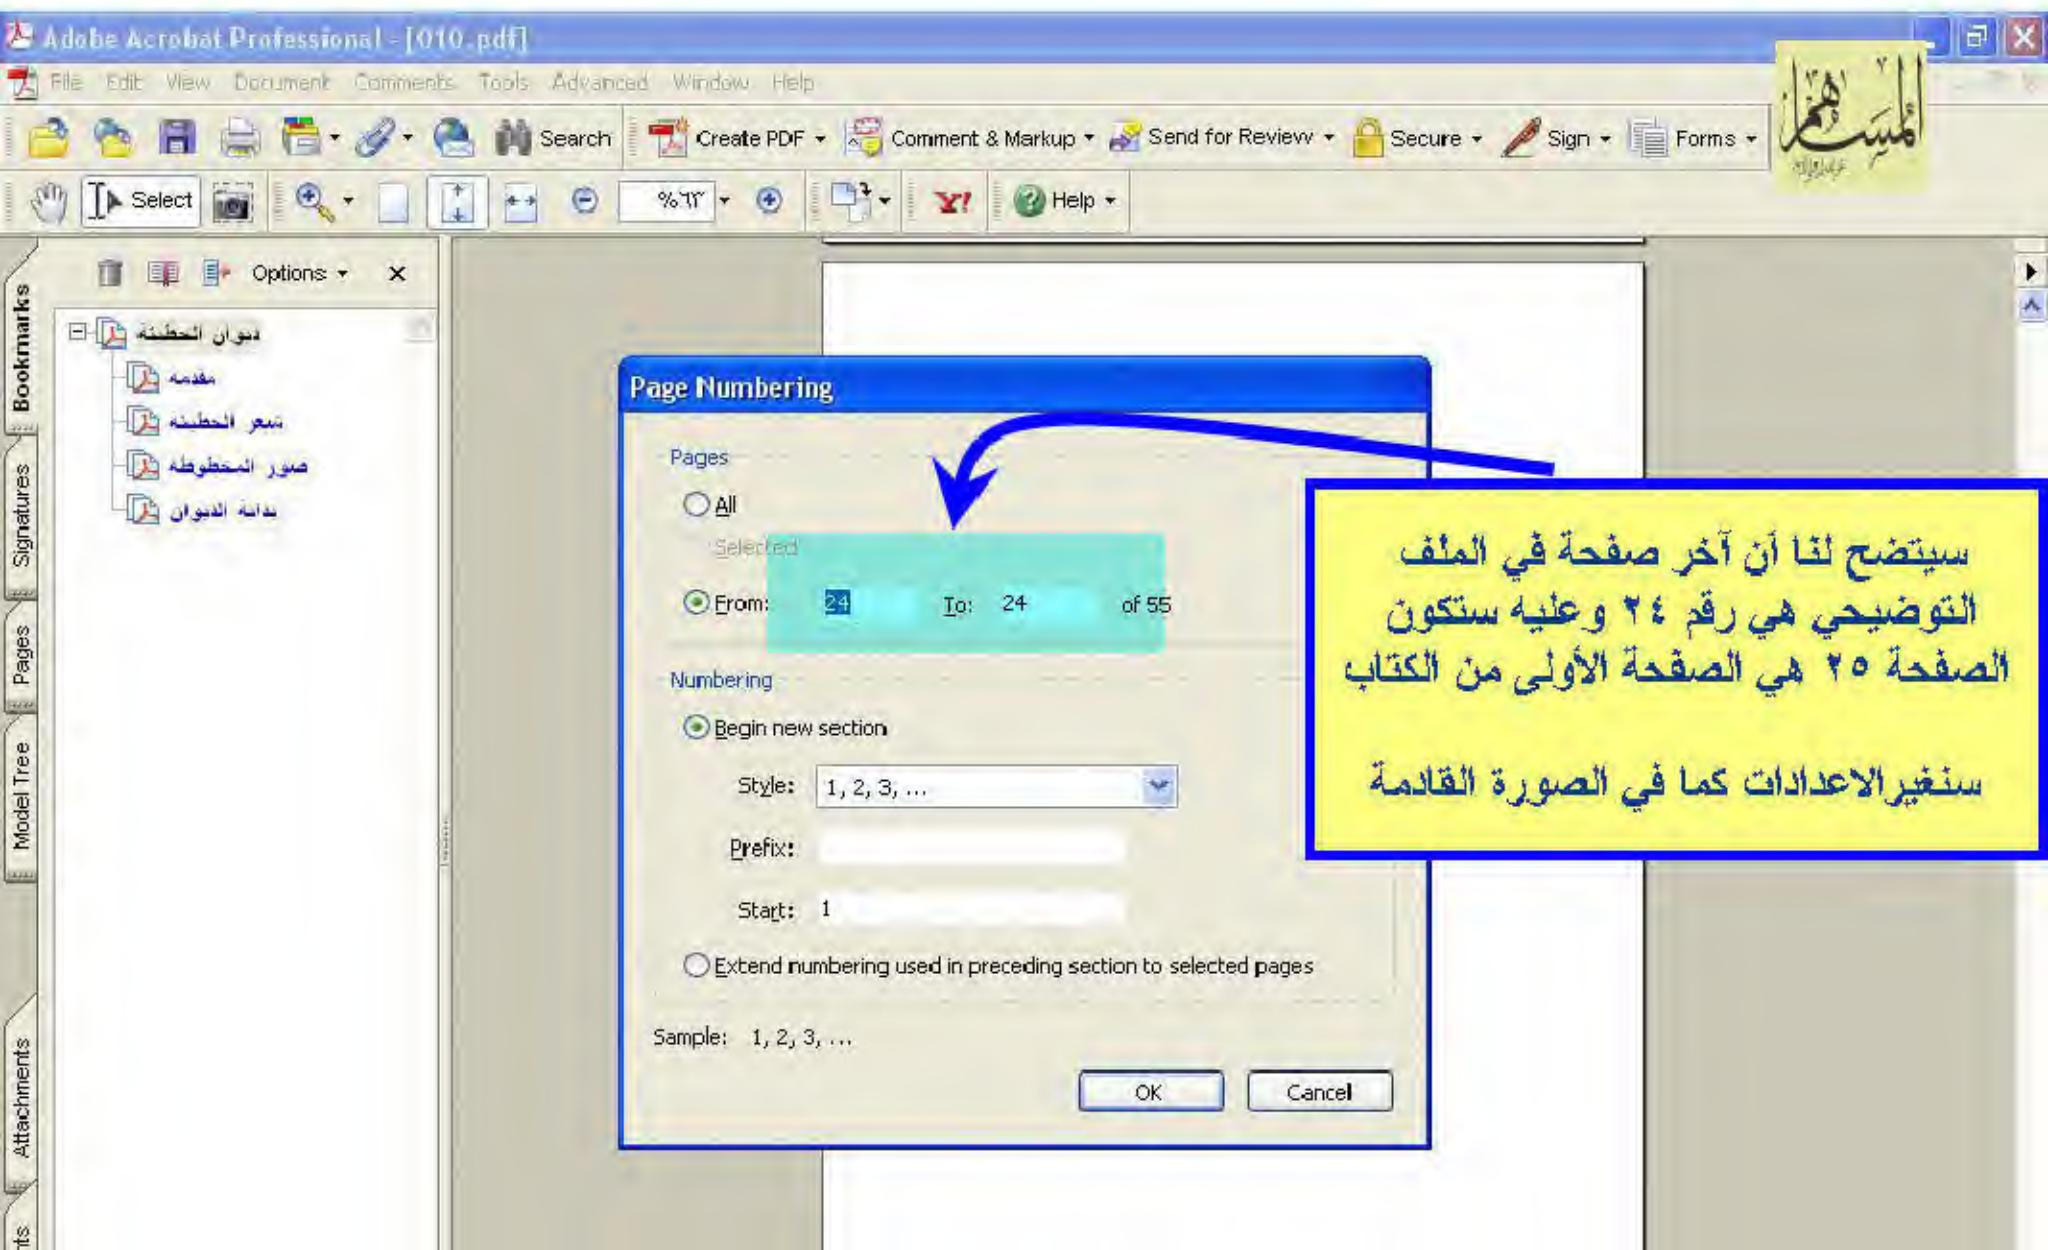 Adobe Acrobat Professional - [010.pdf]
File Edit View Document Comments Tools Advanced Window Help
Search Create PDF Comment & Markup Send for Review Secure Sign Forms
المساهم
Select %٦٣ Help
Options
Bookmarks
Signatures
Pages
Model Tree
Attachments
ديوان الحطيئة
مقدمه
شعر الحطيئه
صور المخطوطه
بداية الديوان
Page Numbering
Pages
All
Selected
From: 24 To: 24 of 55
Numbering
Begin new section
Style: 1, 2, 3, ...
Prefix:
Start: 1
Extend numbering used in preceding section to selected pages
Sample: 1, 2, 3, ...
OK Cancel
سيتضح لنا أن آخر صفحة في الملف
التوضيحي هي رقم ٢٤ وعليه ستكون
الصفحة ٢٥ هي الصفحة الأولى من الكتاب
سنغيرالاعدادات كما في الصورة القادمة